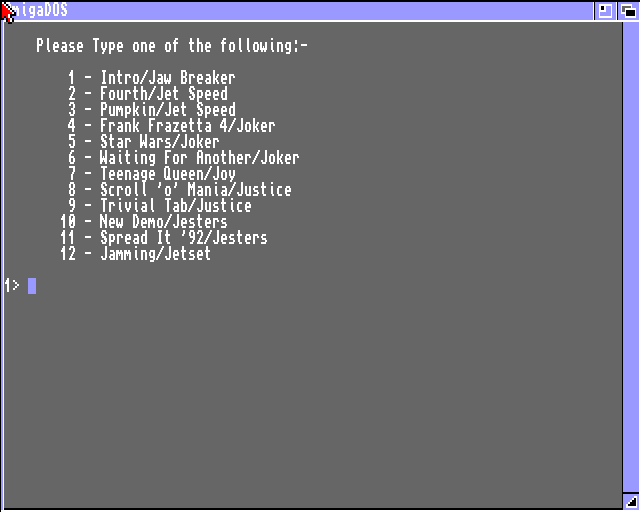 AmigaDOS
Please Type one of the following:-
1 - Intro/Jaw Breaker
2 - Fourth/Jet Speed
3 - Pumpkin/Jet Speed
4 - Frank Frazetta 4/Joker
5 - Star Wars/Joker
6 - Waiting For Another/Joker
7 - Teenage Queen/Joy
8 - Scroll 'o' Mania/Justice
9 - Trivial Tab/Justice
10 - New Demo/Jesters
11 - Spread It '92/Jesters
12 - Jamming/Jetset
1>